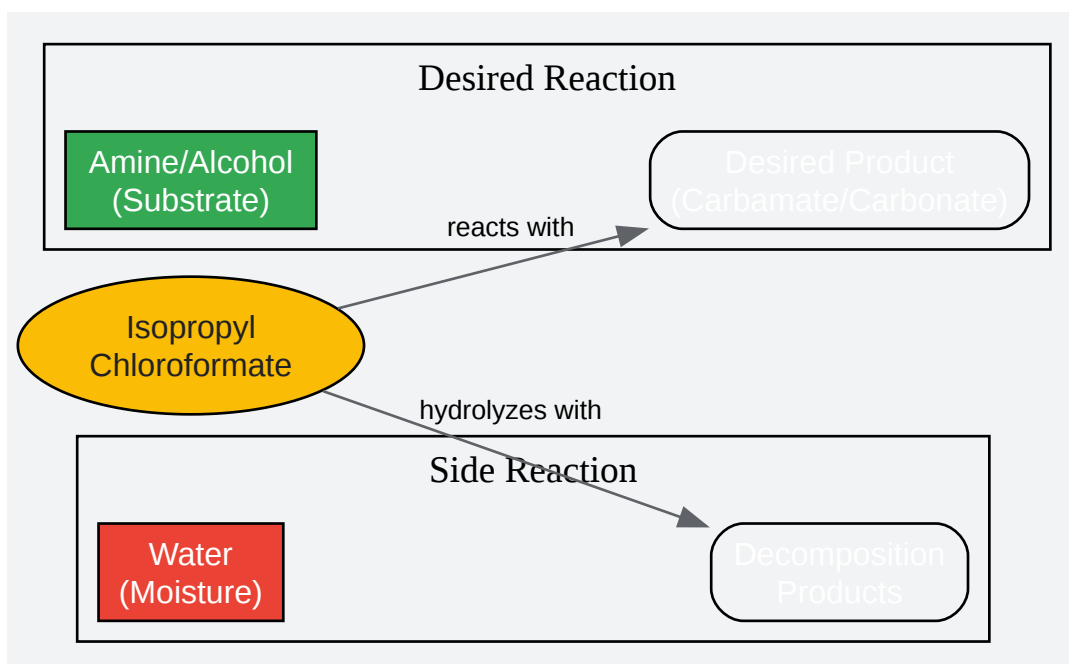 Desired Reaction
Amine/Alcohol
(Substrate)
Desired Product
(Carbamate/Carbonate)
reacts with
Isopropyl
Chloroformate
hydrolyzes with
Side Reaction
Water
(Moisture)
Decomposition
Products